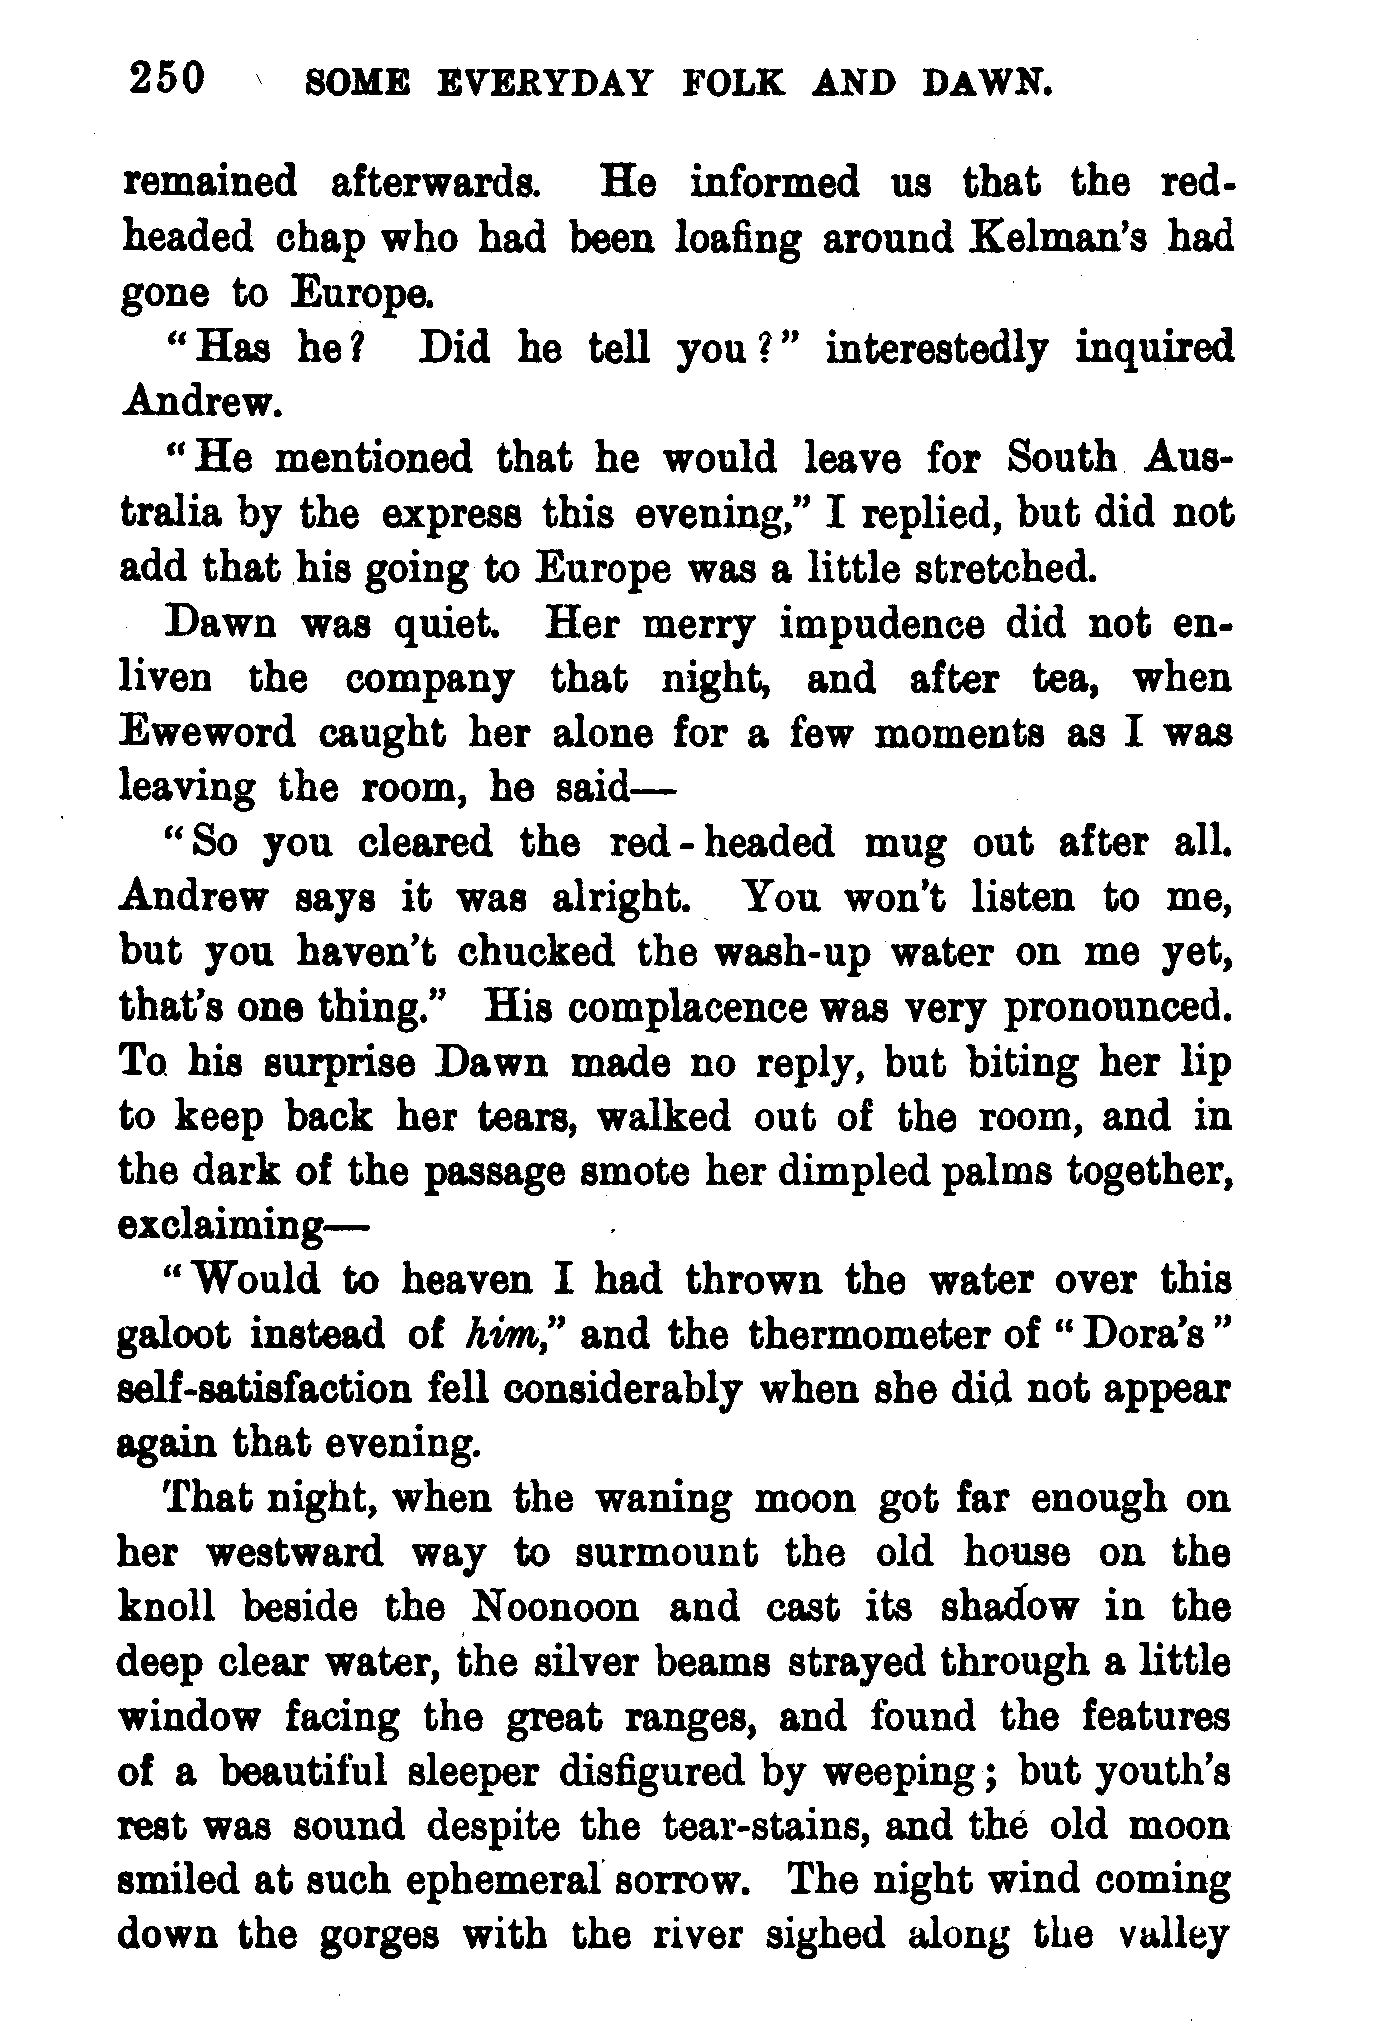 250 SOME EVERYDAY FOLK AND DAWN.
remained afterwards. He informed us that the red-
headed chap who had been loafing around Kelman's had
gone to Europe.
"Has he? Did he tell you?" interestedly inquired
Andrew.
"He mentioned that he would leave for South Aus-
tralia by the express this evening," I replied, but did not
add that his going to Europe was a little stretched.
Dawn was quiet. Her merry impudence did not en-
liven the company that night, and after tea, when
Eweword caught her alone for a few moments as I was
leaving the room, he said—
"So you cleared the red-headed mug out after all.
Andrew says it was alright. You won't listen to me,
but you haven't chucked the wash-up water on me yet,
that's one thing." His complacence was very pronounced.
To his surprise Dawn made no reply, but biting her lip
to keep back her tears, walked out of the room, and in
the dark of the passage smote her dimpled palms together,
exclaiming—
"Would to heaven I had thrown the water over this
galoot instead of him," and the thermometer of "Dora's"
self-satisfaction fell considerably when she did not appear
again that evening.
That night, when the waning moon got far enough on
her westward way to surmount the old house on the
knoll beside the Noonoon and cast its shadow in the
deep clear water, the silver beams strayed through a little
window facing the great ranges, and found the features
of a beautiful sleeper disfigured by weeping; but youth's
rest was sound despite the tear-stains, and the old moon
smiled at such ephemeral sorrow. The night wind coming
down the gorges with the river sighed along the valley